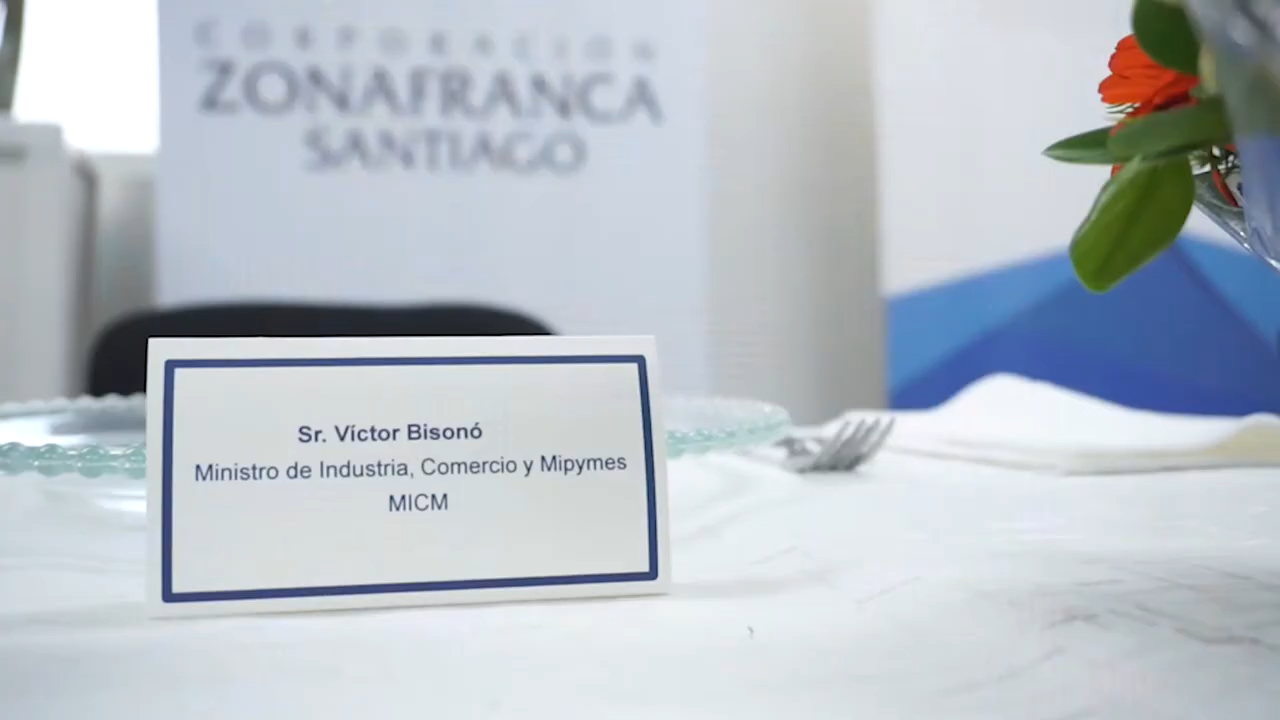 CORPORACIÓN
ZONAFRANCA
SANTIAGO
Sr. Víctor Bisonó
Ministro de Industria, Comercio y Mipymes
MICM